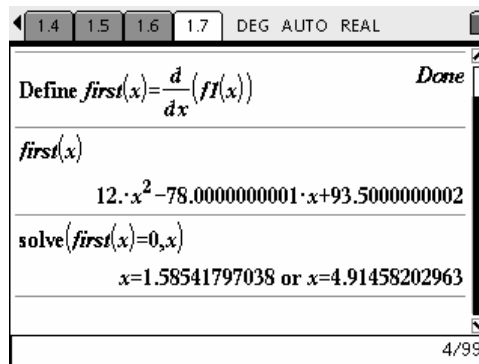 1.4 1.5 1.6 1.7 DEG AUTO REAL
Define first(x)=d/dx(f1(x)) Done
first(x)
12.·x²−78.0000000001·x+93.5000000002
solve(first(x)=0,x)
x=1.58541797038 or x=4.91458202963
4/99